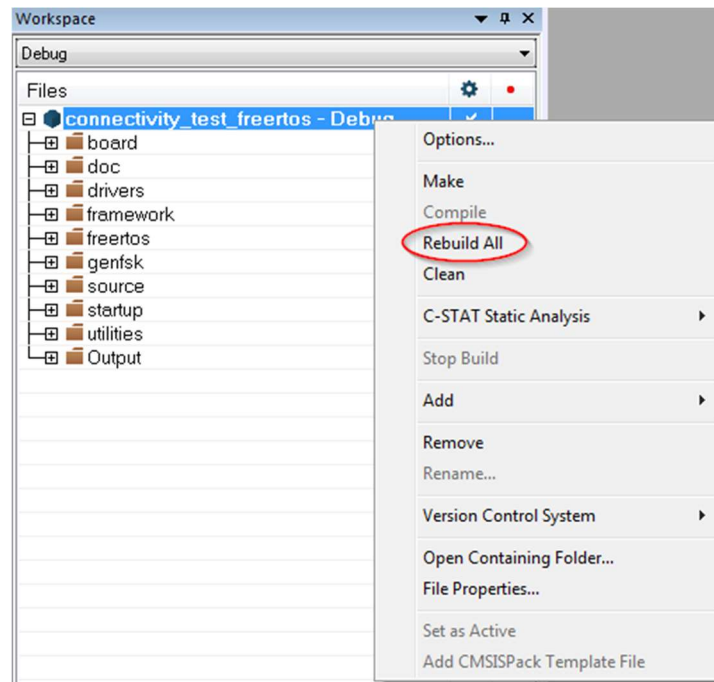 Workspace
Debug
Files
connectivity_test_freertos - Debug
board
doc
drivers
framework
freertos
genfsk
source
startup
utilities
Output
Options...
Make
Compile
Rebuild All
Clean
C-STAT Static Analysis
Stop Build
Add
Remove
Rename...
Version Control System
Open Containing Folder...
File Properties...
Set as Active
Add CMSISPack Template File